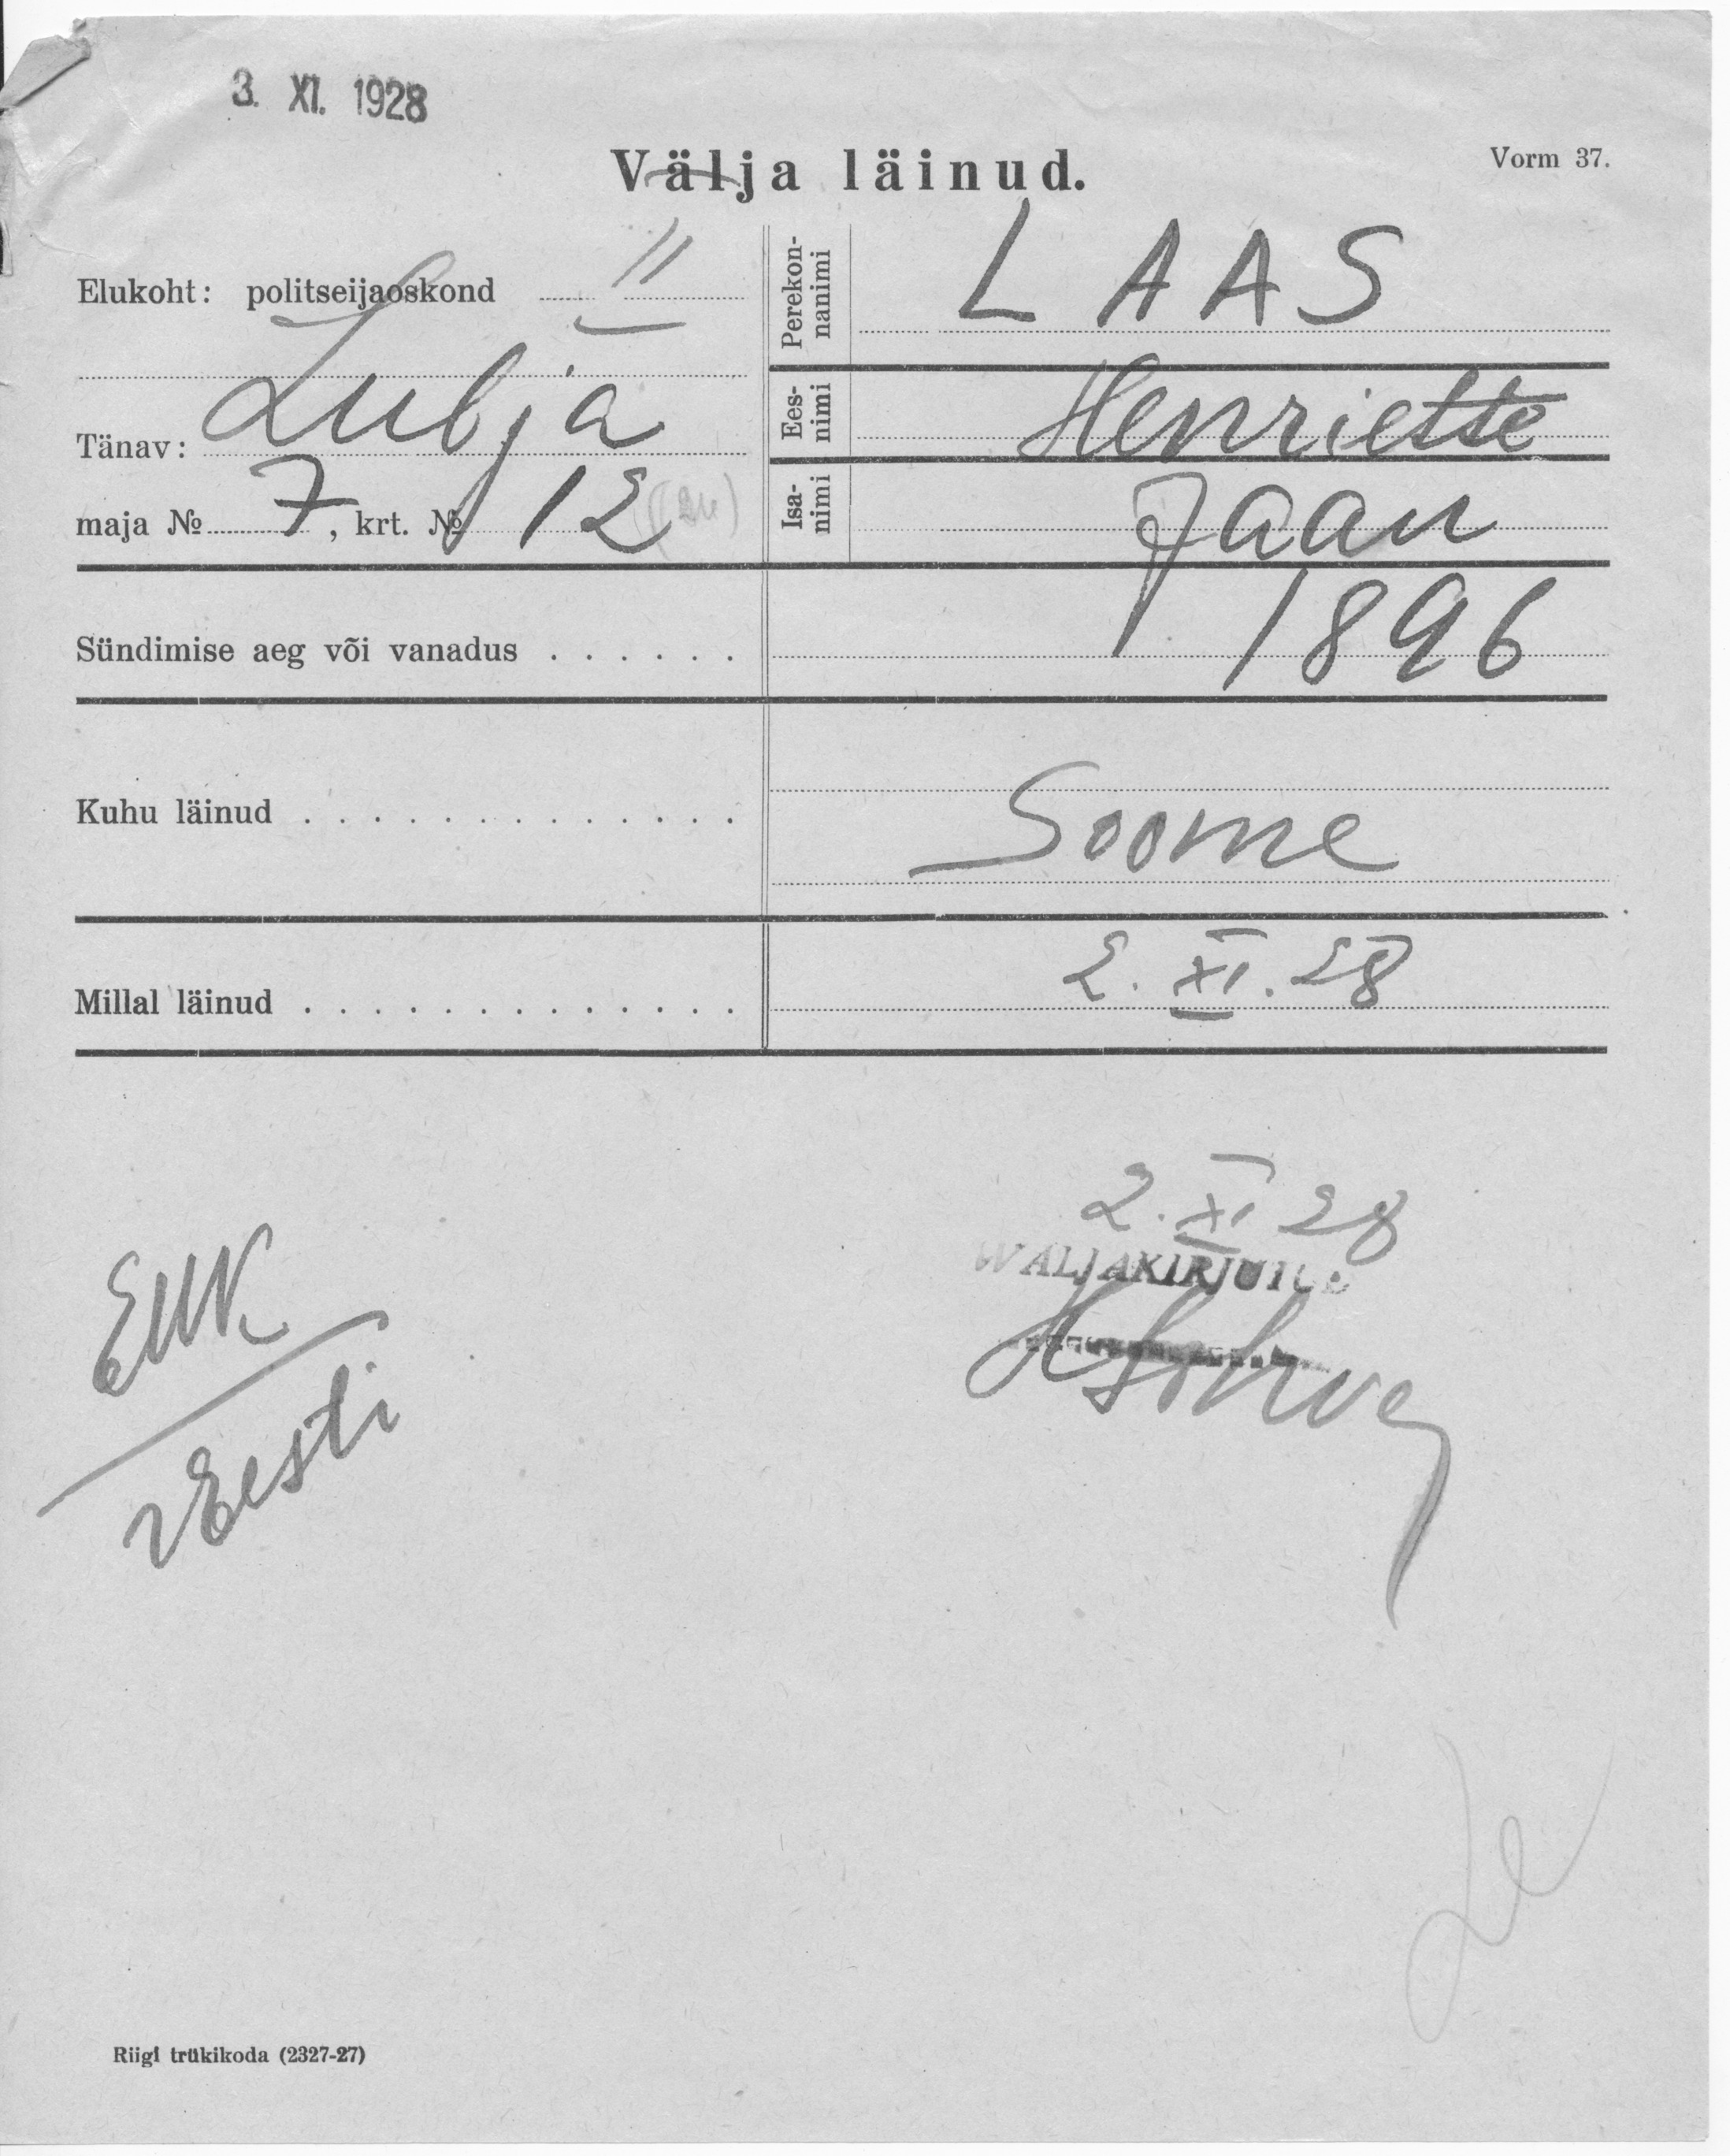 3. XI. 1928
Välja läinud.
Vorm 37.
Elukoht: politseijaoskond II
Tänav: Lubja
maja № 7, krt. № 12
Perekon-
nanimi
LAAS
Ees-
nimi
Henriette
Isa-
nimi
Jaan
Sündimise aeg või vanadus . . . . . . 1896
Kuhu läinud . . . . . . . . . . . . . Soome
Millal läinud . . . . . . . . . . . . . 2. XI. 28
2. XI 28
Eesti
Riigi trükikoda (2327-27)